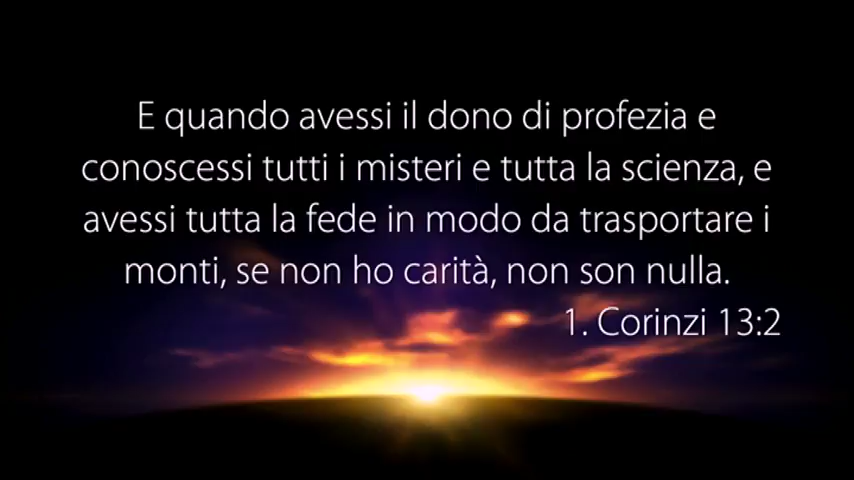 E quando avessi il dono di profezia e
conoscessi tutti i misteri e tutta la scienza, e
avessi tutta la fede in modo da trasportare i
monti, se non ho carità, non son nulla.
1. Corinzi 13:2